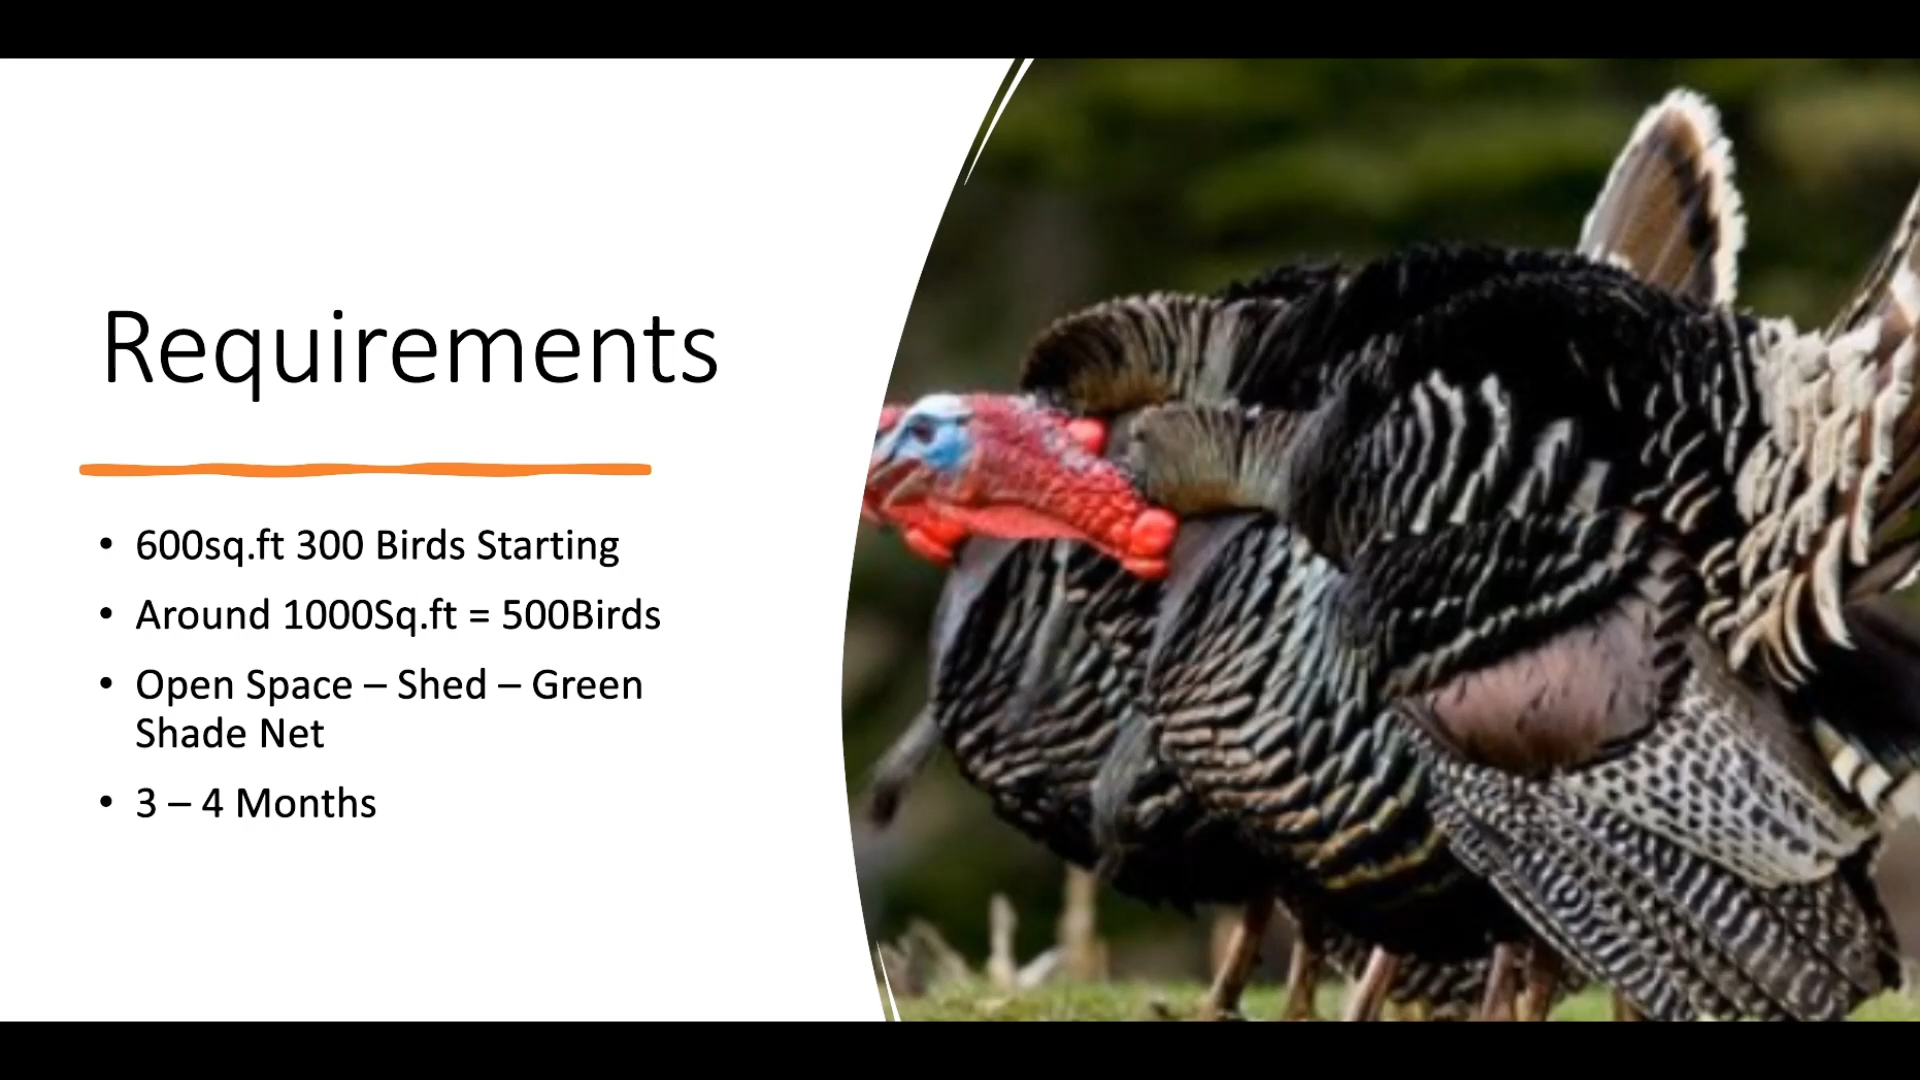 Requirements
• 600sq.ft 300 Birds Starting
• Around 1000Sq.ft = 500Birds
• Open Space – Shed – Green
Shade Net
• 3 – 4 Months